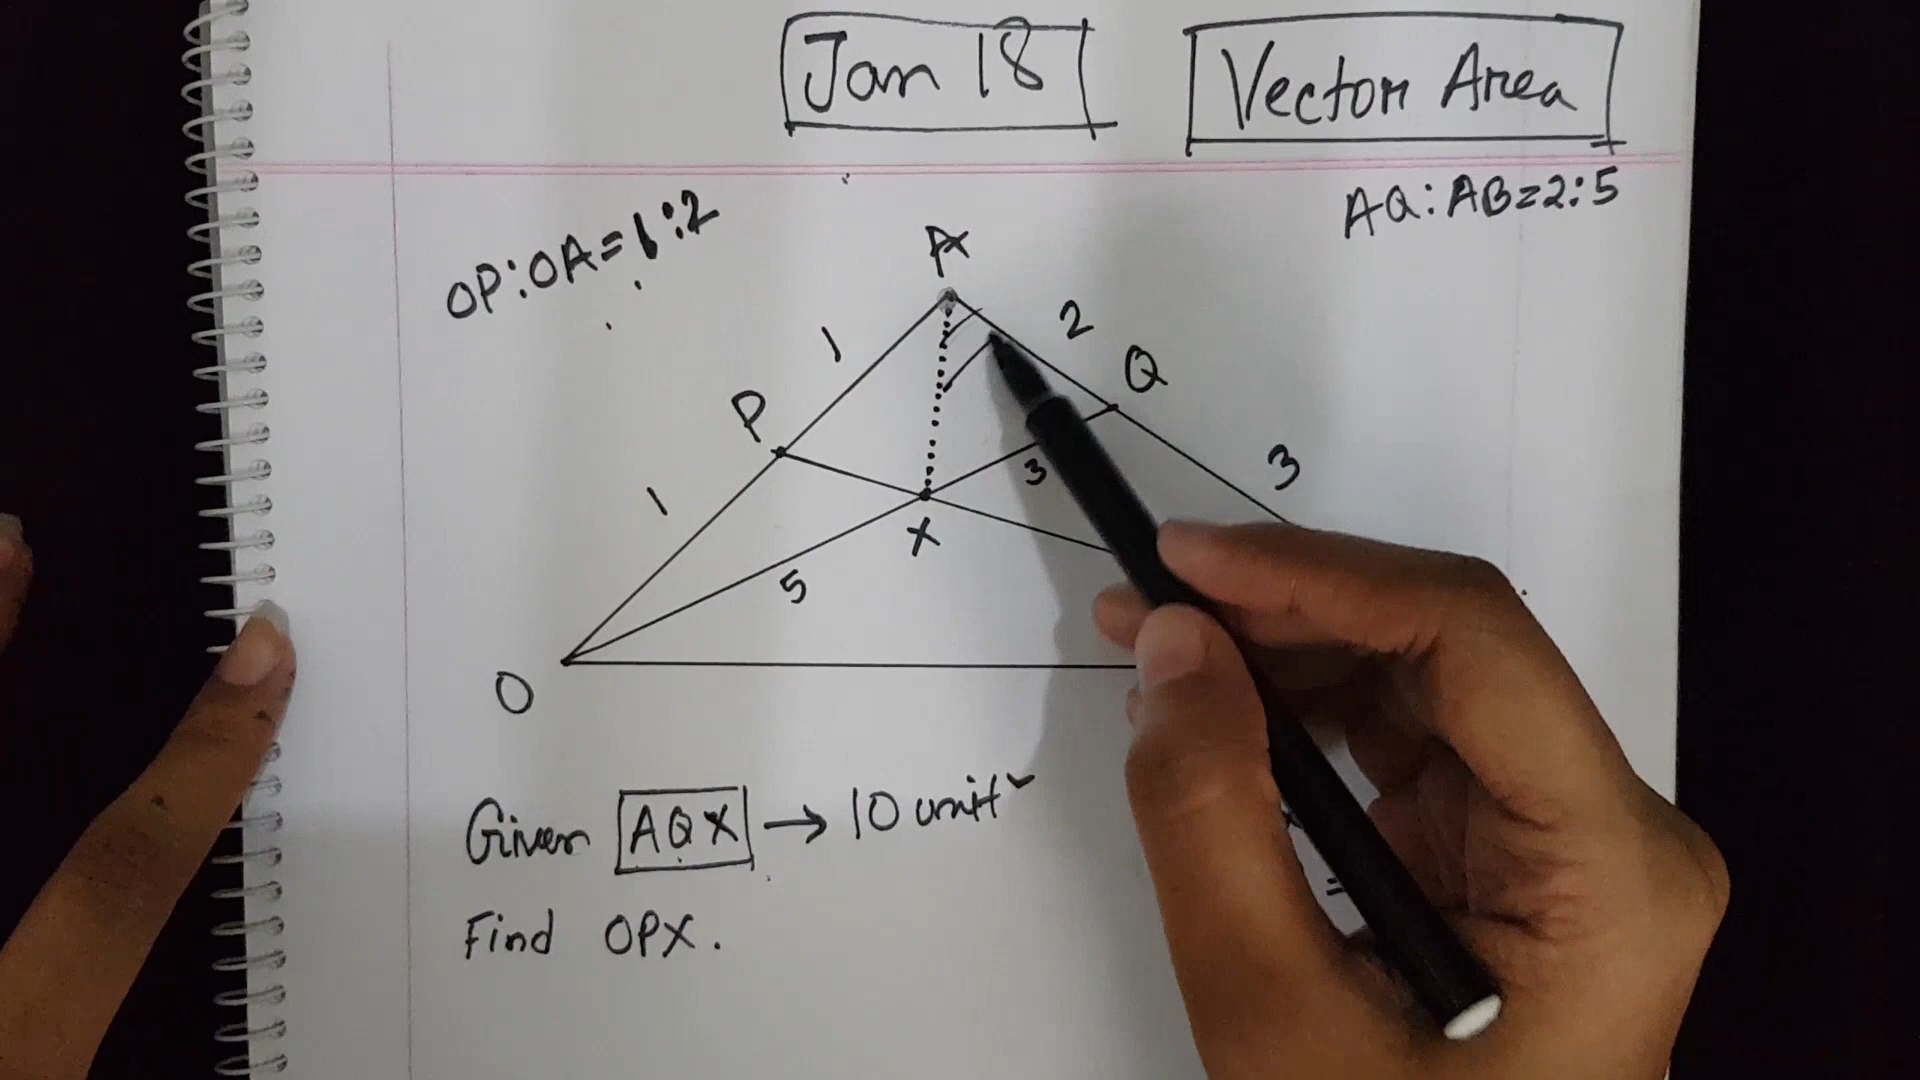 Jan 18
Vector Area
AQ:AB=2:5
OP:OA=1:2
A
1
2
Q
P
3
3
1
X
5
O
Given AQX → 10 unit²
Find OPX.
=